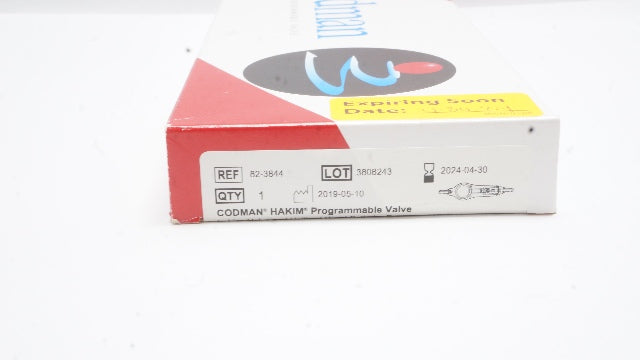 dman
Expiring Soon
Date:
REF 82-3844 LOT 3808243 2024-04-30
QTY 1 2019-05-10
CODMAN® HAKIM® Programmable Valve